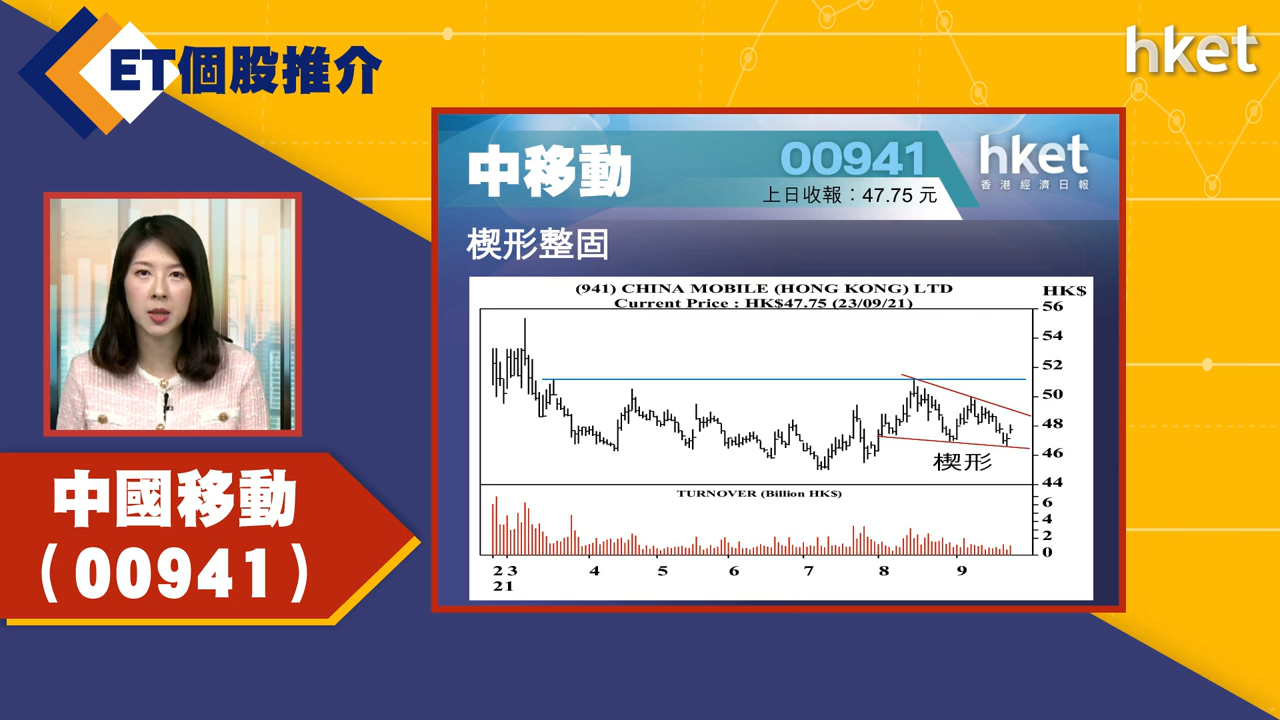 ET個股推介
hket
中移動
00941
上日收報：47.75 元
hket
香港經濟日報
楔形整固
(941) CHINA MOBILE (HONG KONG) LTD
Current Price : HK$47.75 (23/09/21)
HK$
56
54
52
50
48
46
44
楔形
TURNOVER (Billion HK$)
6
4
2
0
2 3 4 5 6 7 8 9
21
中國移動
(00941)